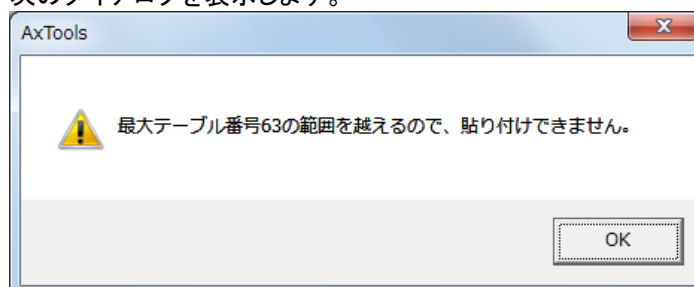 次のダイアログを表示します。
AxTools
最大テーブル番号63の範囲を越えるので、貼り付けできません。
OK